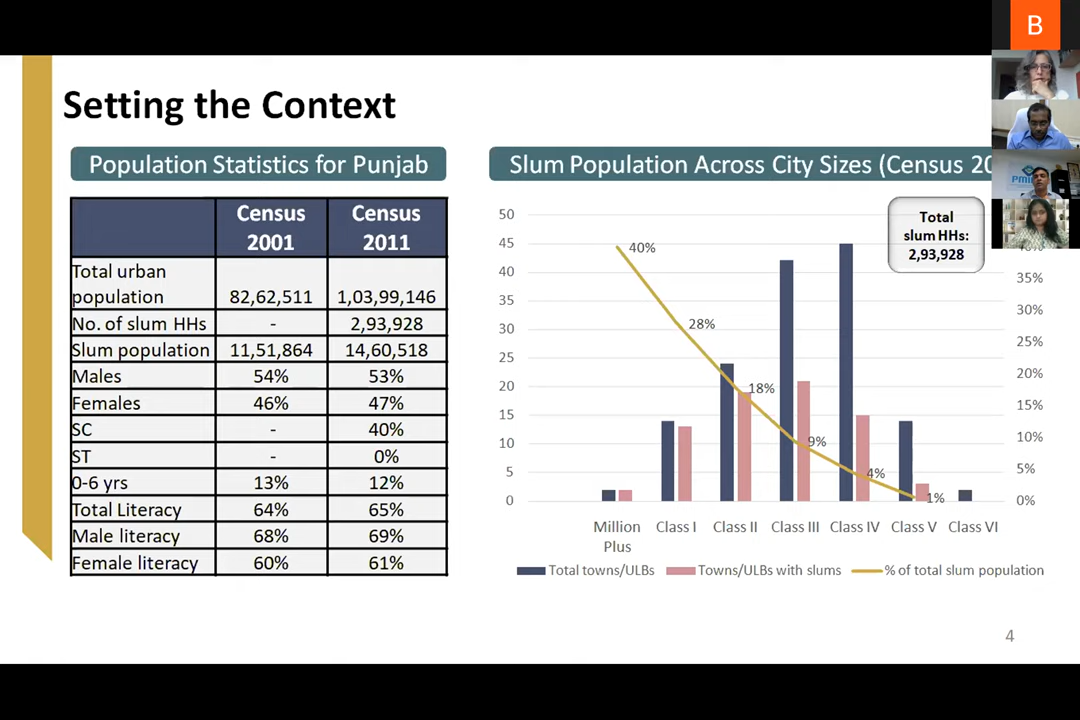 B
Setting the Context
Population Statistics for Punjab
Census 2001 Census 2011
Total urban population 82,62,511 1,03,99,146
No. of slum HHs - 2,93,928
Slum population 11,51,864 14,60,518
Males 54% 53%
Females 46% 47%
SC - 40%
ST - 0%
0-6 yrs 13% 12%
Total Literacy 64% 65%
Male literacy 68% 69%
Female literacy 60% 61%
Slum Population Across City Sizes (Census 20
Total
slum HHs:
2,93,928
50
45
40
35
30
25
20
15
10
5
0
40%
28%
18%
9%
4%
1%
35%
30%
25%
20%
15%
10%
5%
0%
Million Plus Class I Class II Class III Class IV Class V Class VI
Total towns/ULBs Towns/ULBs with slums % of total slum population
4